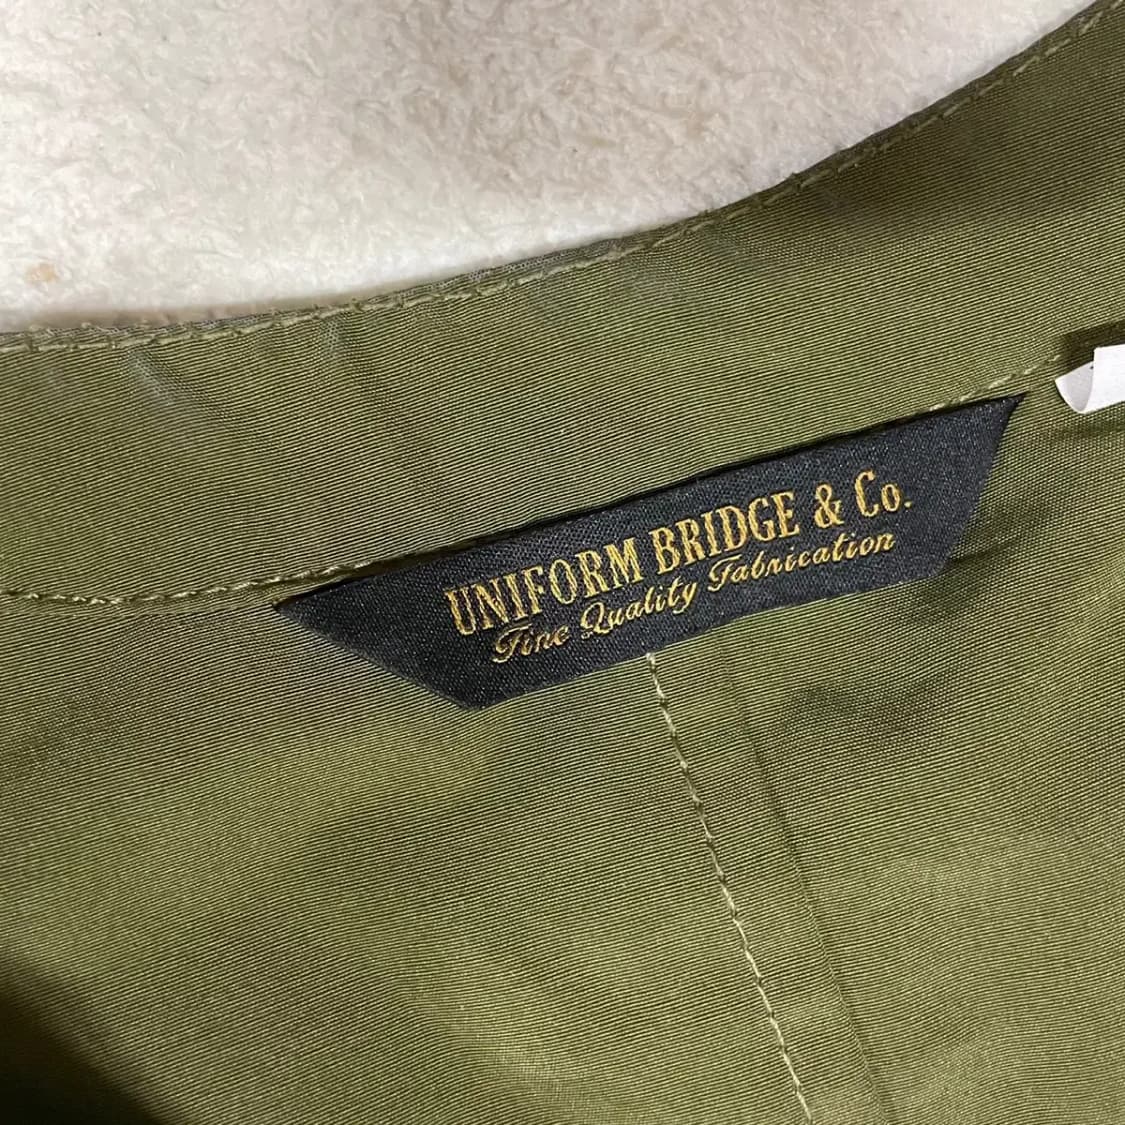 UNIFORM BRIDGE & Co.
Fine Quality Fabrication